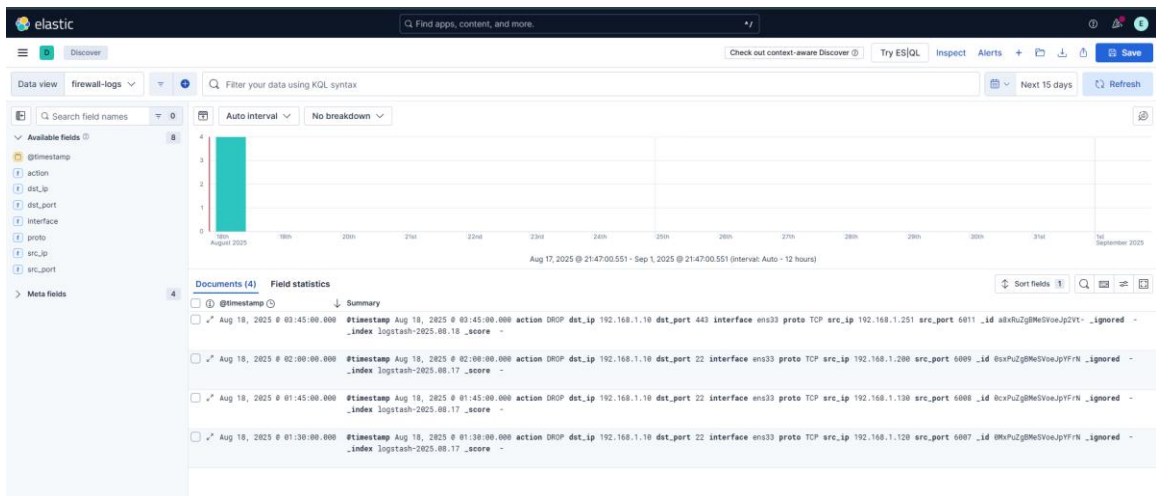 elastic
Find apps, content, and more.
^/
E
D
Discover
Check out context-aware Discover
Try ES|QL
Inspect
Alerts
Save
Data view
firewall-logs
Filter your data using KQL syntax
Next 15 days
Refresh
Search field names
0
Auto interval
No breakdown
Available fields
8
@timestamp
action
dst_ip
dst_port
interface
proto
src_ip
src_port
Meta fields
4
4
3
2
1
0
18th
August 2025
19th
20th
21st
22nd
23rd
24th
25th
26th
27th
28th
29th
30th
31st
1st
September 2025
Aug 17, 2025 @ 21:47:00.551 - Sep 1, 2025 @ 21:47:00.551 (interval: Auto - 12 hours)
Documents (4)
Field statistics
Sort fields 1
@timestamp
Summary
Aug 18, 2025 @ 03:45:00.000 @timestamp Aug 18, 2025 @ 03:45:00.000 action DROP dst_ip 192.168.1.10 dst_port 443 interface ens33 proto TCP src_ip 192.168.1.251 src_port 6011 _id _ignored -
_index logstash-2025.08.18 _score -
Aug 18, 2025 @ 02:00:00.000 @timestamp Aug 18, 2025 @ 02:00:00.000 action DROP dst_ip 192.168.1.10 dst_port 22 interface ens33 proto TCP src_ip 192.168.1.200 src_port 6009 _id _ignored -
_index logstash-2025.08.17 _score -
Aug 18, 2025 @ 01:45:00.000 @timestamp Aug 18, 2025 @ 01:45:00.000 action DROP dst_ip 192.168.1.10 dst_port 22 interface ens33 proto TCP src_ip 192.168.1.130 src_port 6008 _id _ignored -
_index logstash-2025.08.17 _score -
Aug 18, 2025 @ 01:30:00.000 @timestamp Aug 18, 2025 @ 01:30:00.000 action DROP dst_ip 192.168.1.10 dst_port 22 interface ens33 proto TCP src_ip 192.168.1.120 src_port 6007 _id _ignored -
_index logstash-2025.08.17 _score -